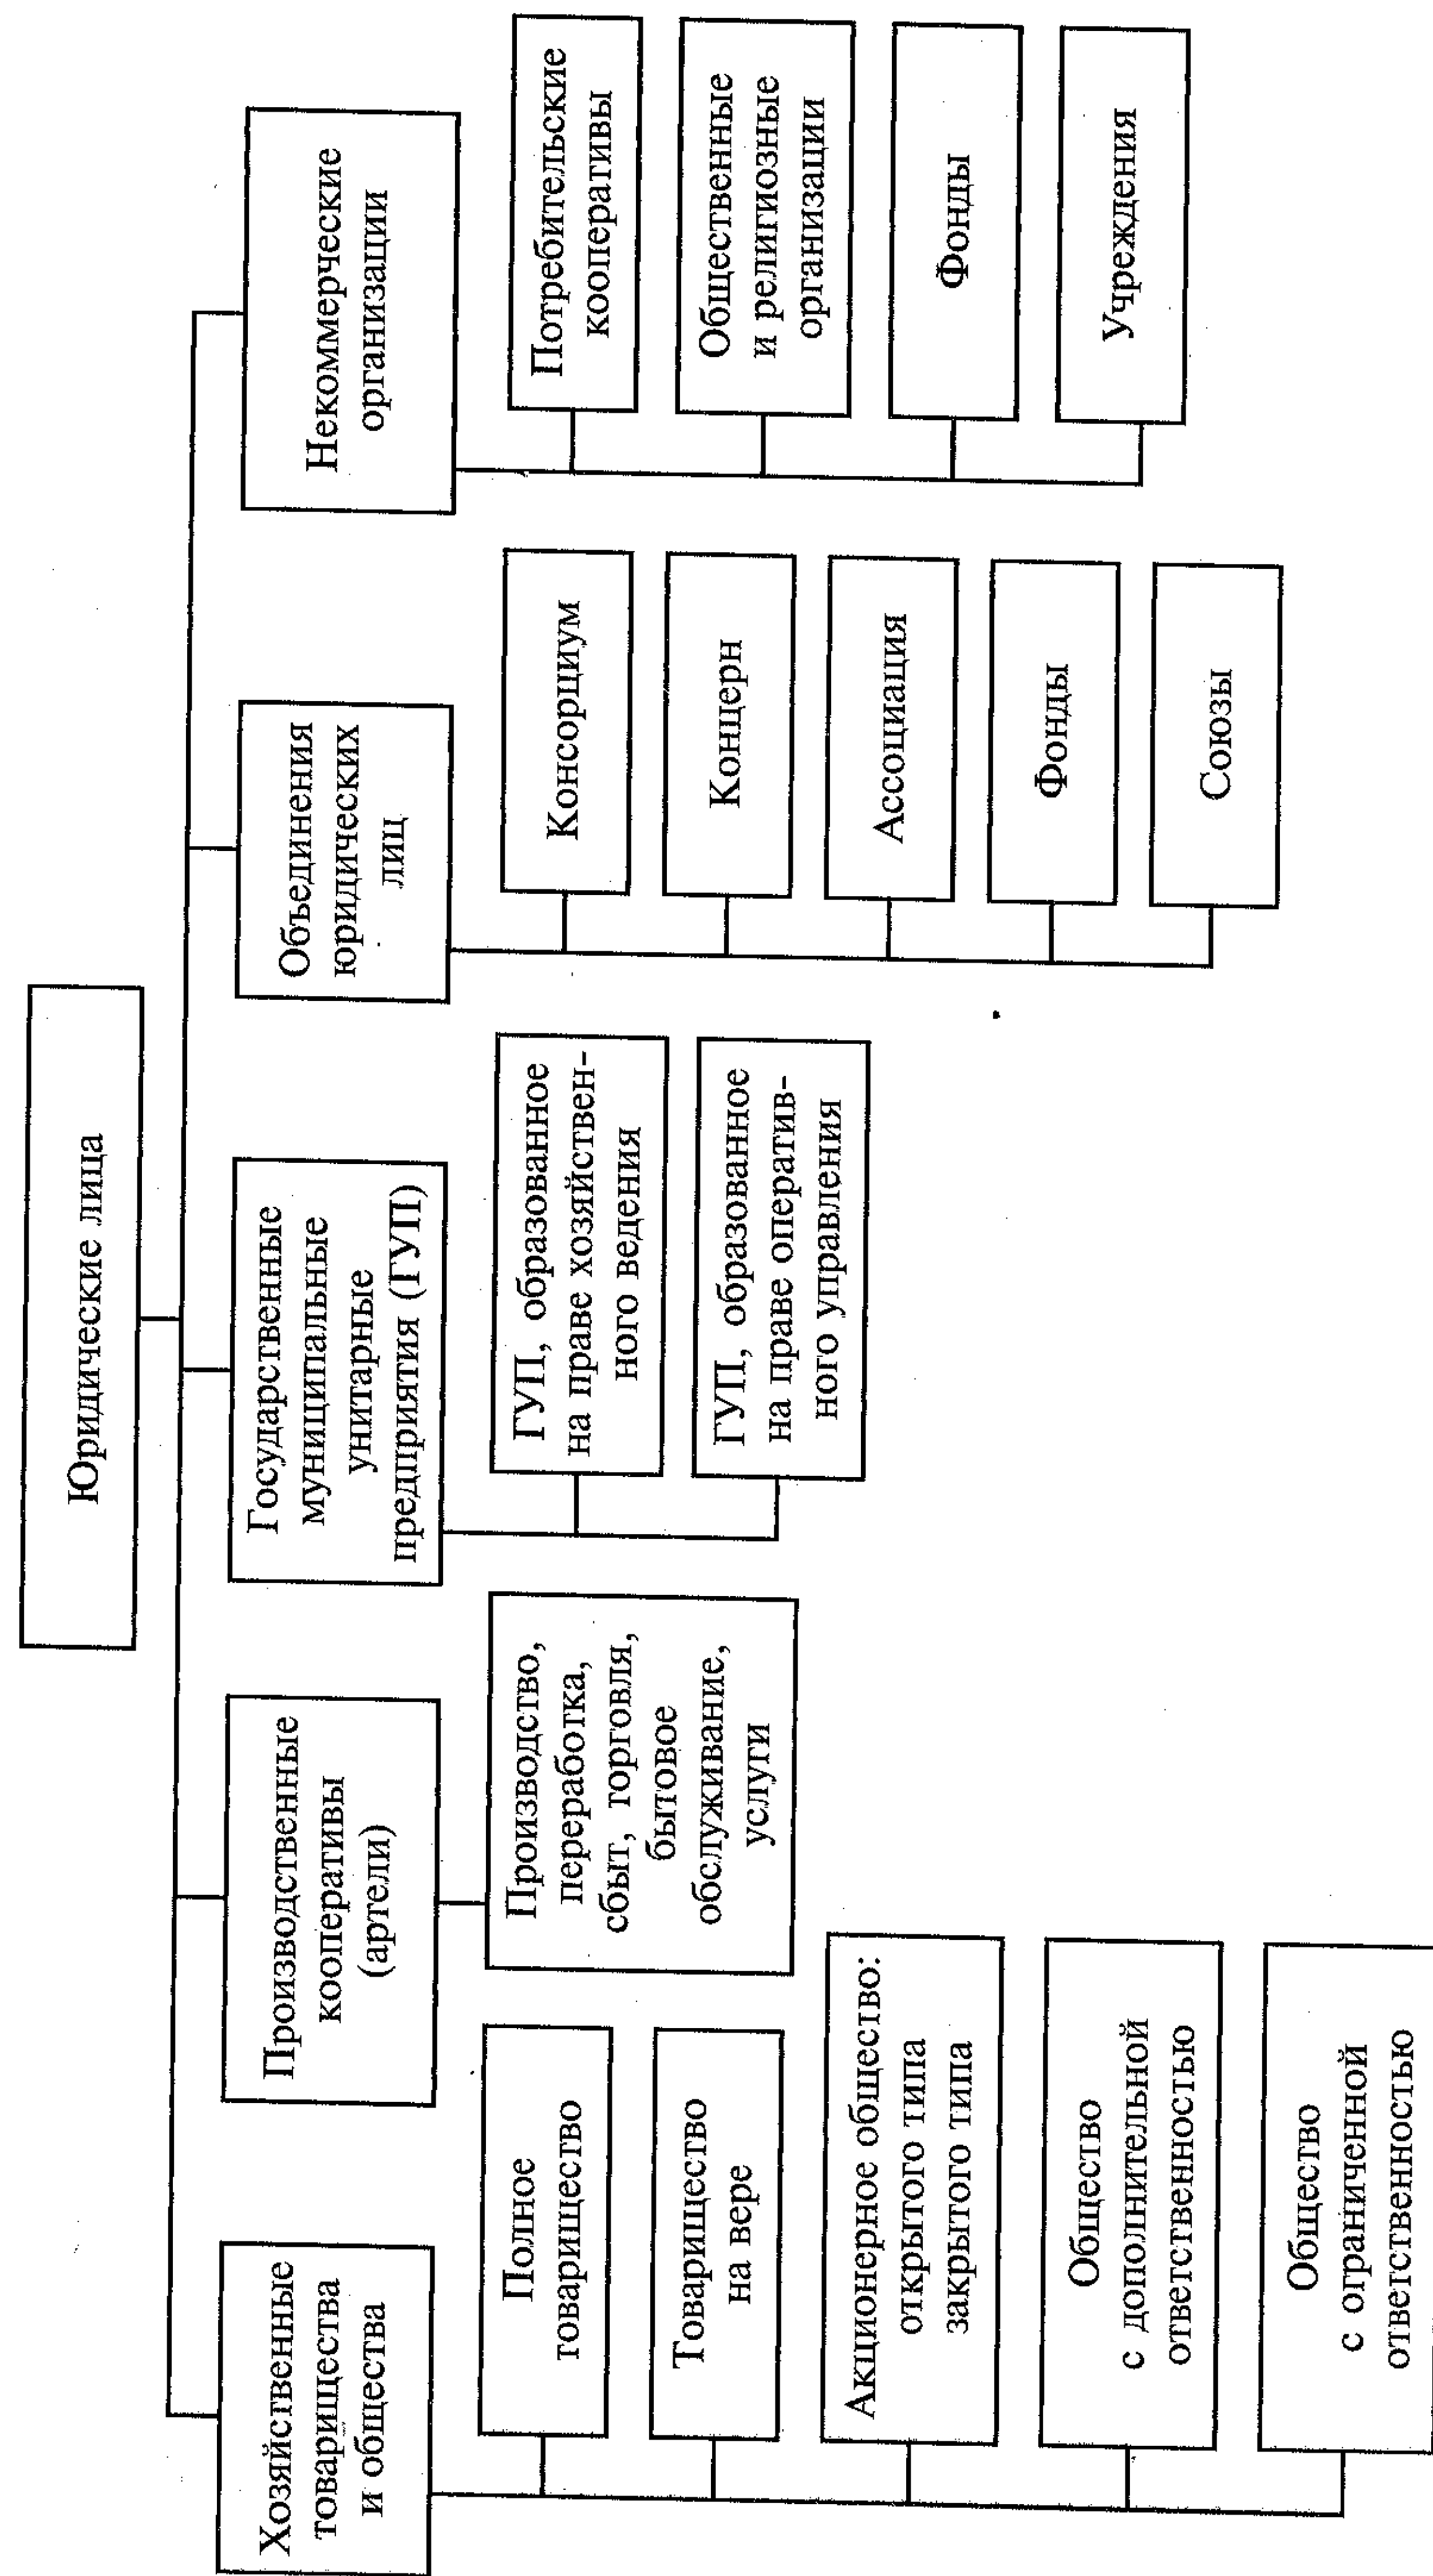 Юридические лица
Хозяйственные
товарищества
и общества
Полное
товарищество
Товарищество
на вере
Акционерное общество:
открытого типа
закрытого типа
Общество
с дополнительной
ответственностью
Общество
с ограниченной
ответственностью
Производственные
кооперативы
(артели)
Производство,
переработка,
сбыт, торговля,
бытовое
обслуживание,
услуги
Государственные
муниципальные
унитарные
предприятия (ГУП)
ГУП, образованное
на праве хозяйствен-
ного ведения
ГУП, образованное
на праве оператив-
ного управления
Объединения
юридических
лиц
Консорциум
Концерн
Ассоциация
Фонды
Союзы
Некоммерческие
организации
Потребительские
кооперативы
Общественные
и религиозные
организации
Фонды
Учреждения